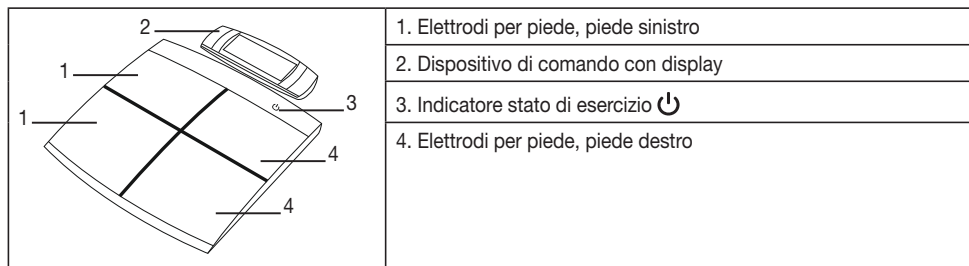 2
1
1
3
4
4
1. Elettrodi per piede, piede sinistro
2. Dispositivo di comando con display
3. Indicatore stato di esercizio ⏻
4. Elettrodi per piede, piede destro